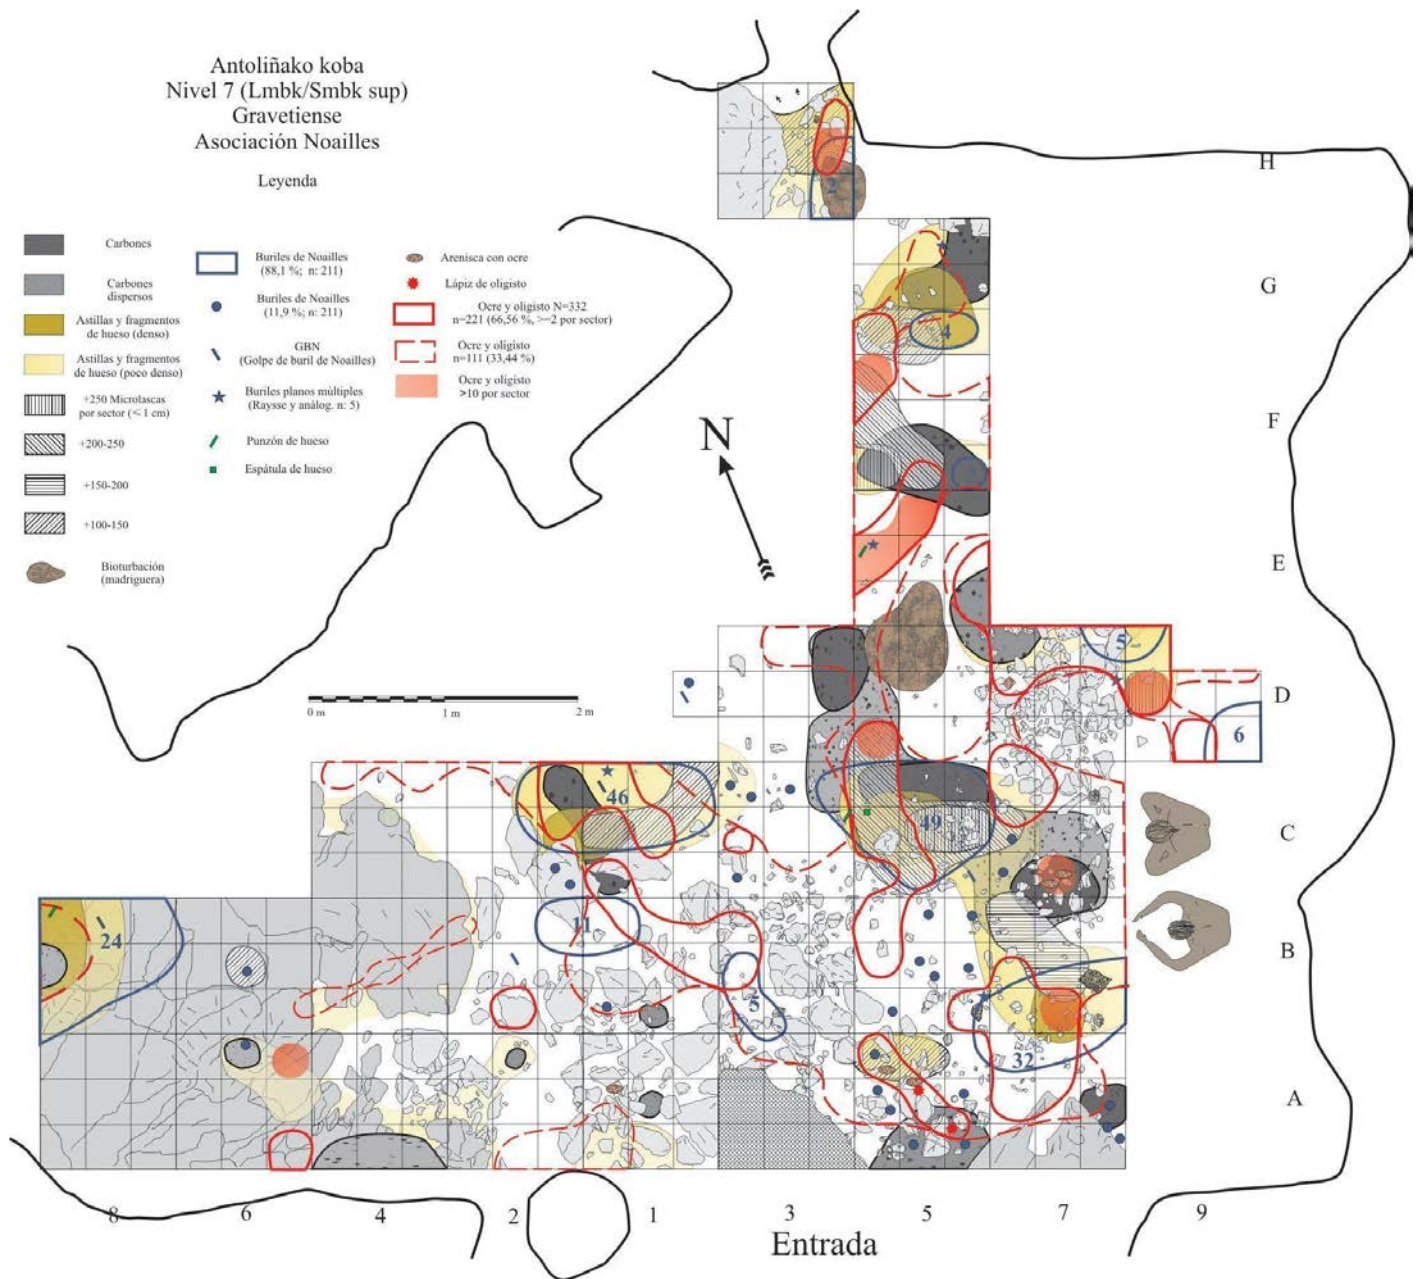 Antoliñako koba
Nivel 7 (Lmbk/Smbk sup)
Gravetiense
Asociación Noailles
Leyenda
Carbones
Carbones
dispersos
Astillas y fragmentos
de hueso (denso)
Astillas y fragmentos
de hueso (poco denso)
+250 Microlascas
por sector (< 1 cm)
+200-250
+150-200
+100-150
Bioturbación
(madriguera)
Buriles de Noailles
(88,1 %; n: 211)
Buriles de Noailles
(11,9 %; n: 211)
GBN
(Golpe de buril de Noailles)
Buriles planos múltiples
(Raysse y análog. n: 5)
Punzón de hueso
Espátula de hueso
Arenisca con ocre
Lápiz de oligisto
Ocre y oligisto N=332
n=221 (66,56 %, >=2 por sector)
Ocre y oligisto
n=111 (33,44 %)
Ocre y oligisto
>10 por sector
N
0 m 1 m 2 m
H
2
G
4
F
2
E
5
D
6
46
49
C
24
11
B
5
32
A
8 6 4 2 1 3 5 7 9
Entrada